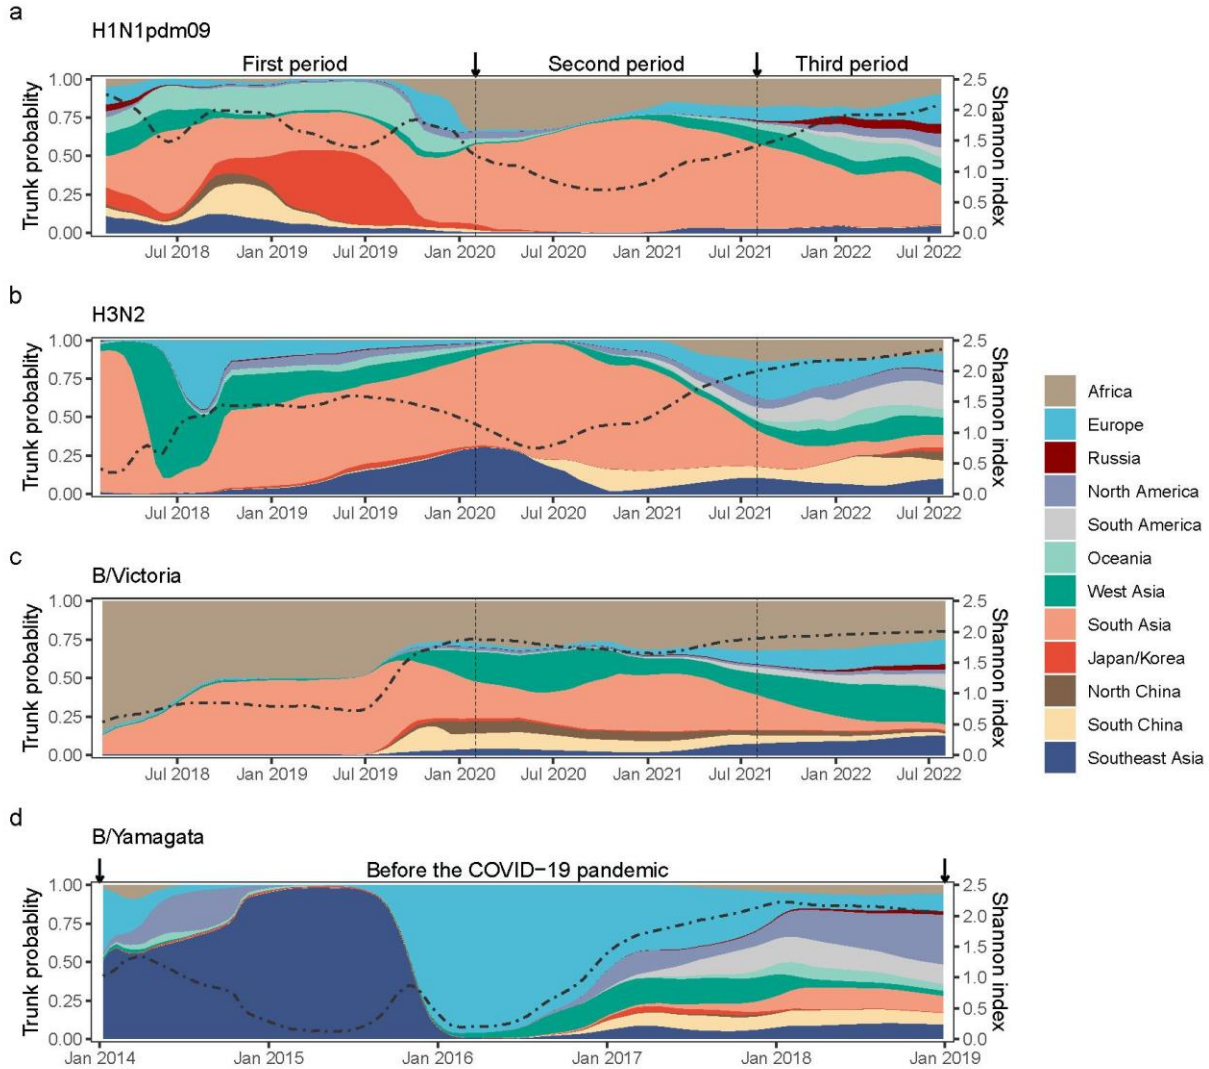 a
H1N1pdm09
First period
Second period
Third period
1.00
0.75
0.50
0.25
0.00
Trunk probablity
2.5
2.0
1.5
1.0
0.5
0.0
Shannon index
Jul 2018
Jan 2019
Jul 2019
Jan 2020
Jul 2020
Jan 2021
Jul 2021
Jan 2022
Jul 2022
b
H3N2
1.00
0.75
0.50
0.25
0.00
Trunk probablity
2.5
2.0
1.5
1.0
0.5
0.0
Shannon index
Jul 2018
Jan 2019
Jul 2019
Jan 2020
Jul 2020
Jan 2021
Jul 2021
Jan 2022
Jul 2022
c
B/Victoria
1.00
0.75
0.50
0.25
0.00
Trunk probablity
2.5
2.0
1.5
1.0
0.5
0.0
Shannon index
Jul 2018
Jan 2019
Jul 2019
Jan 2020
Jul 2020
Jan 2021
Jul 2021
Jan 2022
Jul 2022
d
B/Yamagata
Before the COVID−19 pandemic
1.00
0.75
0.50
0.25
0.00
Trunk probablity
2.5
2.0
1.5
1.0
0.5
0.0
Shannon index
Jan 2014
Jan 2015
Jan 2016
Jan 2017
Jan 2018
Jan 2019
Africa
Europe
Russia
North America
South America
Oceania
West Asia
South Asia
Japan/Korea
North China
South China
Southeast Asia